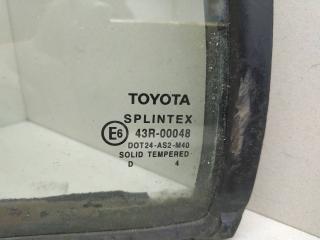 TOYOTA
SPLINTEX
E6 43R-00048
DOT24-AS2-M40
SOLID TEMPERED
D 4